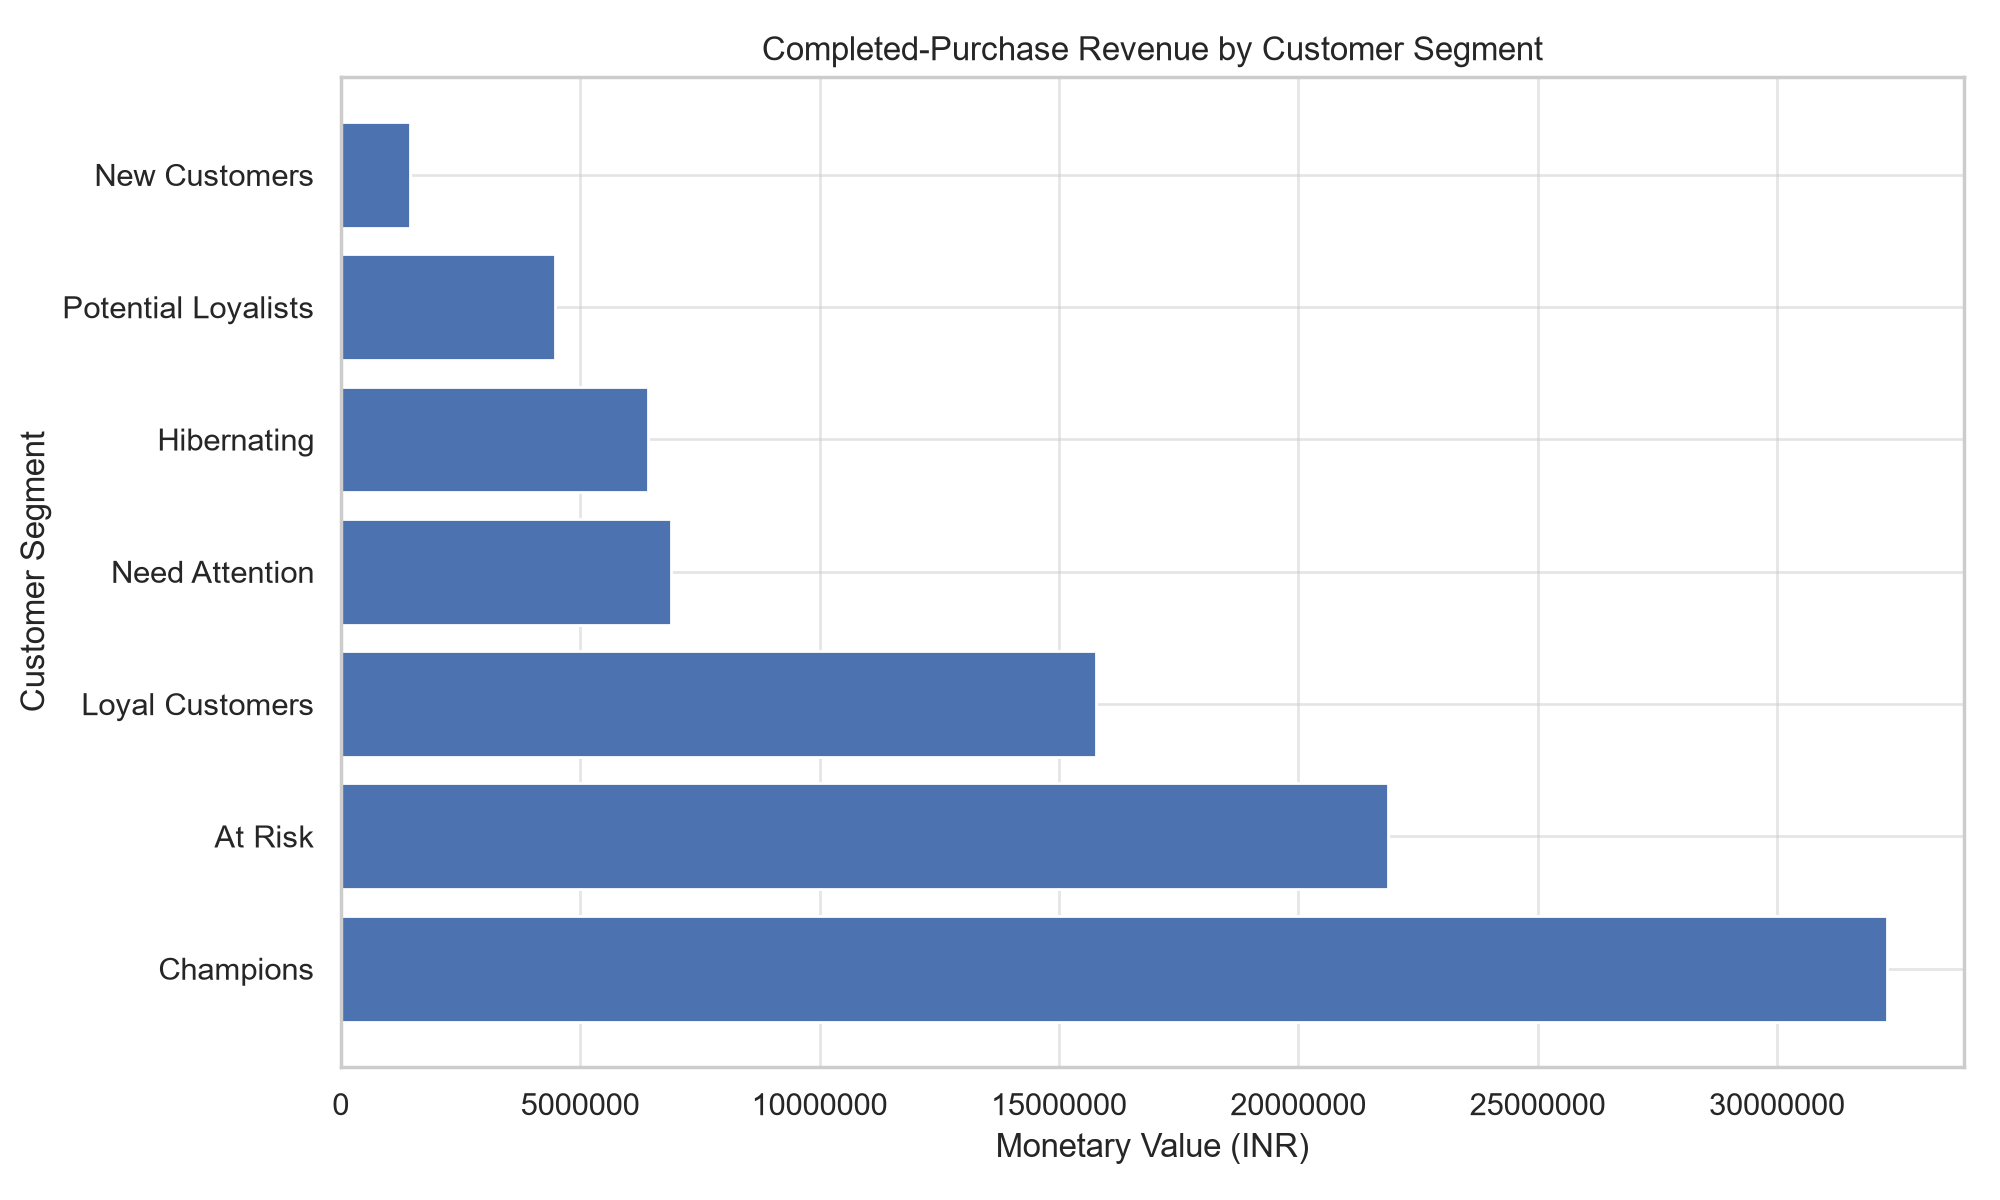 Completed-Purchase Revenue by Customer Segment
Customer Segment
New Customers
Potential Loyalists
Hibernating
Need Attention
Loyal Customers
At Risk
Champions
0 5000000 10000000 15000000 20000000 25000000 30000000
Monetary Value (INR)